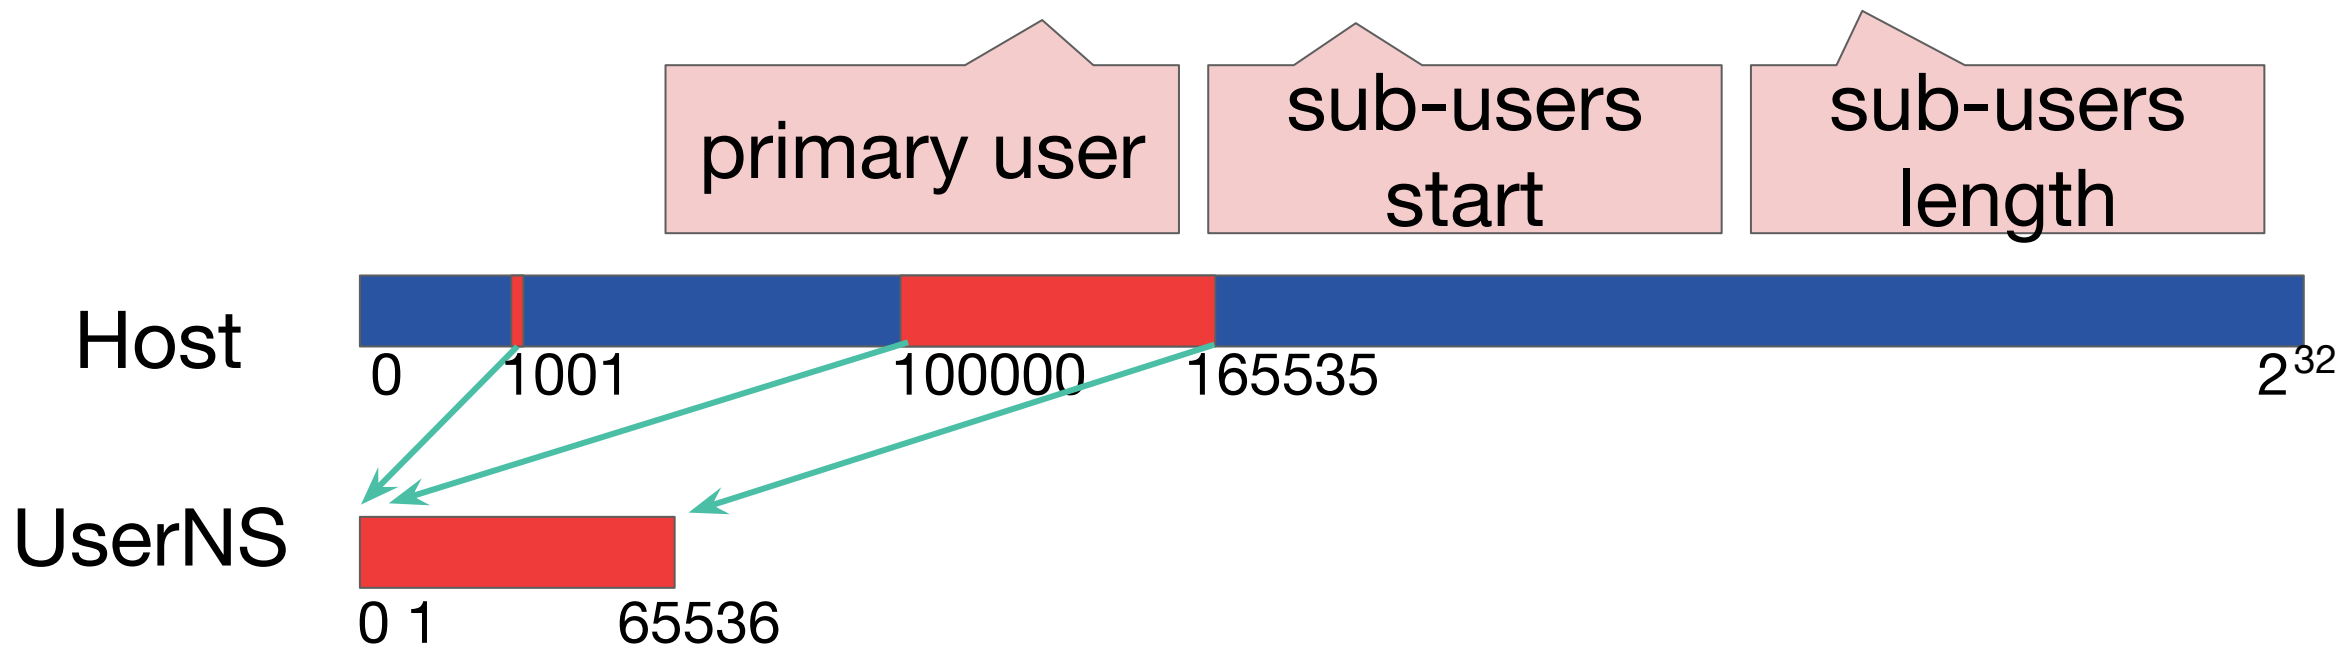 primary user
sub-users
start
sub-users
length
Host
0 1001 100000 165535 2³²
UserNS
0 1 65536